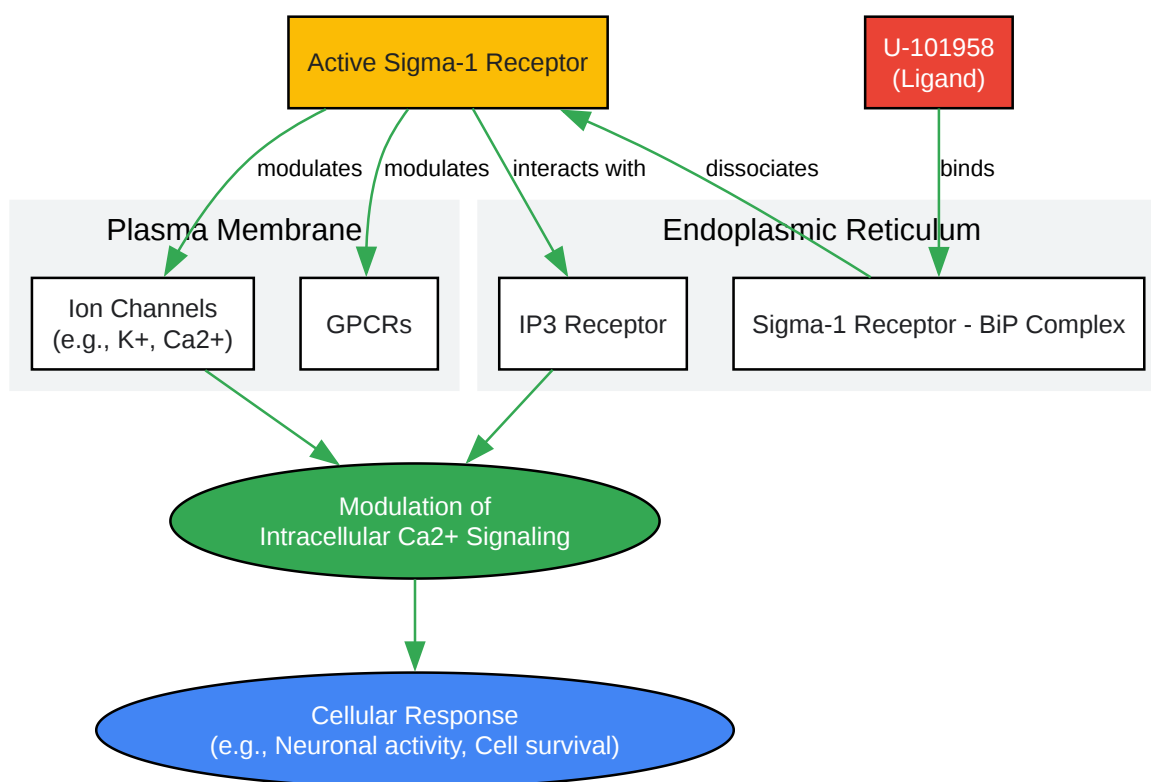 Active Sigma-1 Receptor
U-101958
(Ligand)
modulates
modulates
interacts with
dissociates
binds
Plasma Membrane
Endoplasmic Reticulum
Ion Channels
(e.g., K+, Ca2+)
GPCRs
IP3 Receptor
Sigma-1 Receptor - BiP Complex
Modulation of
Intracellular Ca2+ Signaling
Cellular Response
(e.g., Neuronal activity, Cell survival)